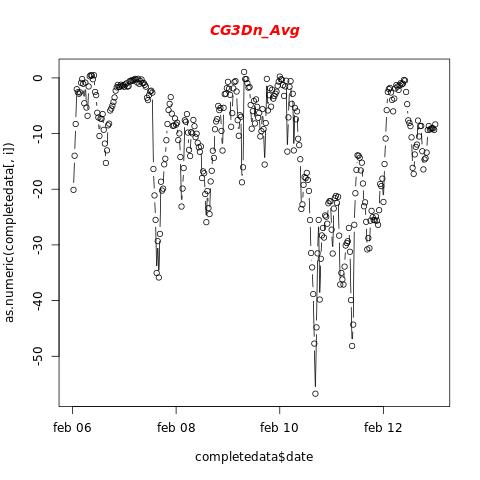 CG3Dn_Avg
as.numeric(completedata[, i])
0
-10
-20
-30
-40
-50
feb 06
feb 08
feb 10
feb 12
completedata$date